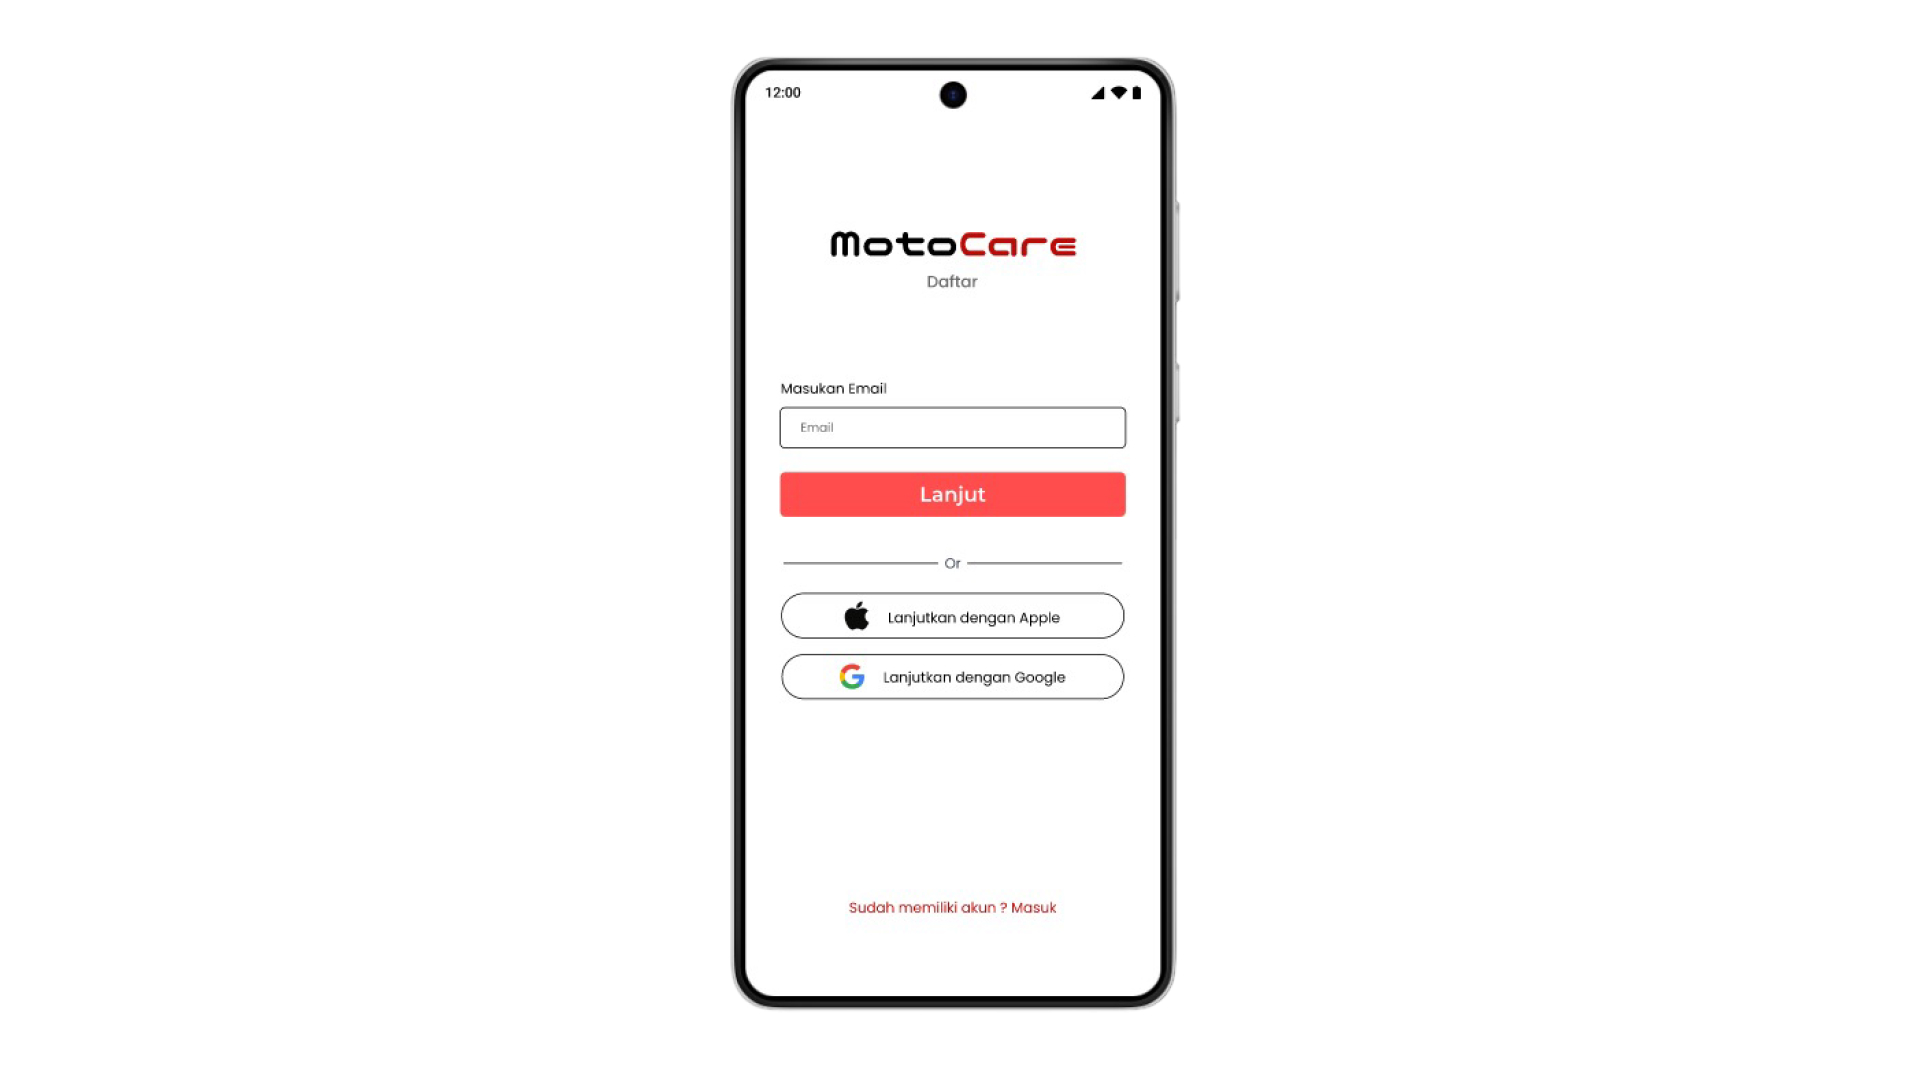 12:00
MotoCare
Daftar
Masukan Email
Email
Lanjut
Or
Lanjutkan dengan Apple
Lanjutkan dengan Google
Sudah memiliki akun ? Masuk